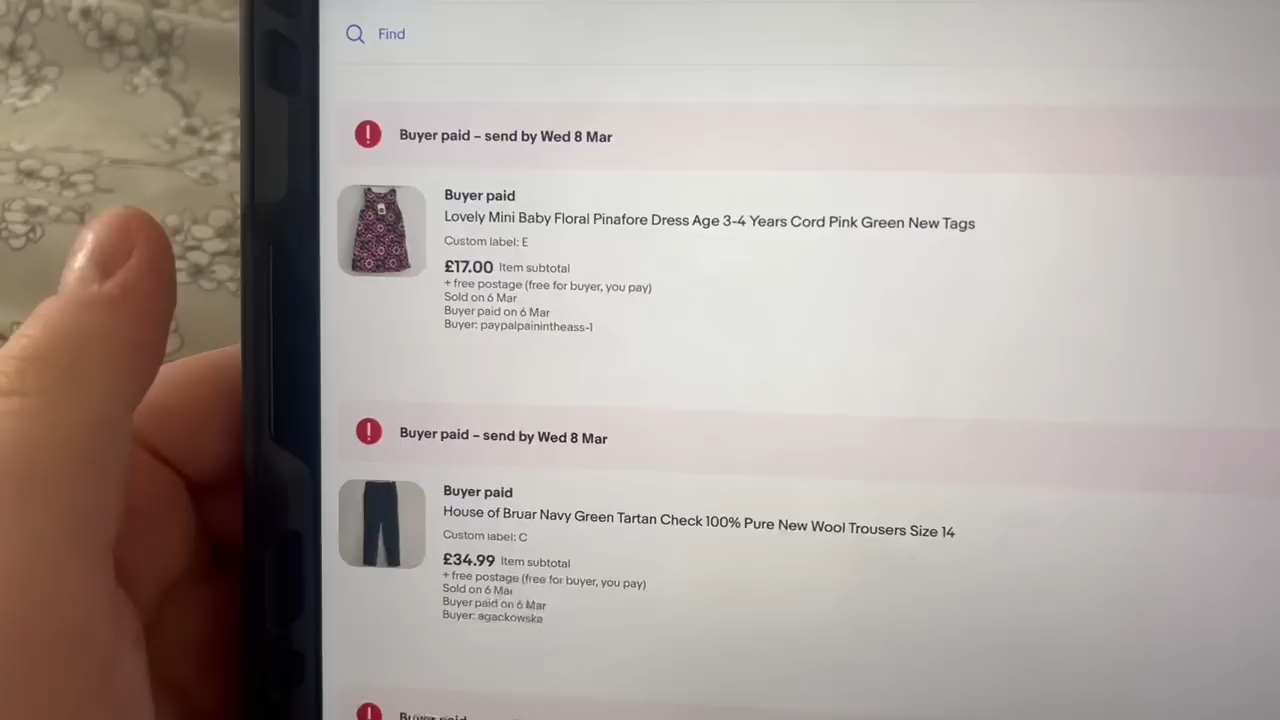 Find
Buyer paid – send by Wed 8 Mar
Buyer paid
Lovely Mini Baby Floral Pinafore Dress Age 3-4 Years Cord Pink Green New Tags
Custom label: E
£17.00 Item subtotal
+ free postage (free for buyer, you pay)
Sold on 6 Mar
Buyer paid on 6 Mar
Buyer: paypalpainintheass-1
Buyer paid – send by Wed 8 Mar
Buyer paid
House of Bruar Navy Green Tartan Check 100% Pure New Wool Trousers Size 14
Custom label: C
£34.99 Item subtotal
+ free postage (free for buyer, you pay)
Sold on 6 Mar
Buyer paid on 6 Mar
Buyer: agackowska
Buyer paid